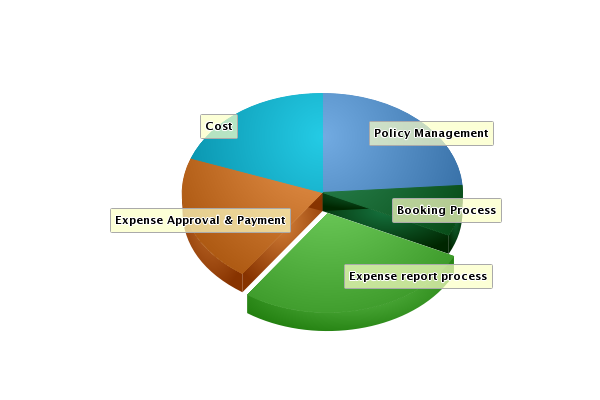 Cost
Policy Management
Booking Process
Expense Approval & Payment
Expense report process